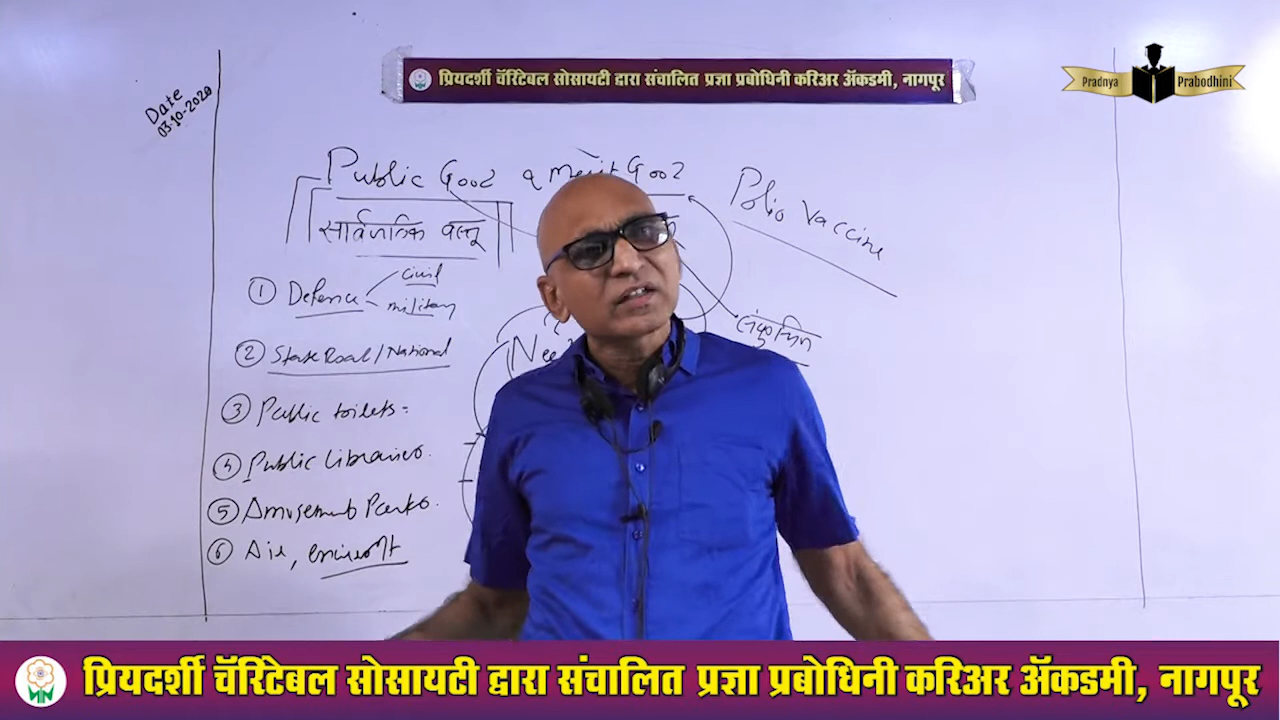 प्रियदर्शी चॅरिटेबल सोसायटी द्वारा संचालित प्रज्ञा प्रबोधिनी करिअर ॲकडमी, नागपूर
Pradnya Prabodhini
Date
03-10-2020
Public Good व Merit Good
सार्वजनिक वस्तू
Polio Vaccine
① Defence
civil
military
② State Road / National
③ Public toilets
④ Public Libraries.
⑤ Amusement Parks.
⑥ Air,
Nee
प्रियदर्शी चॅरिटेबल सोसायटी द्वारा संचालित प्रज्ञा प्रबोधिनी करिअर ॲकडमी, नागपूर